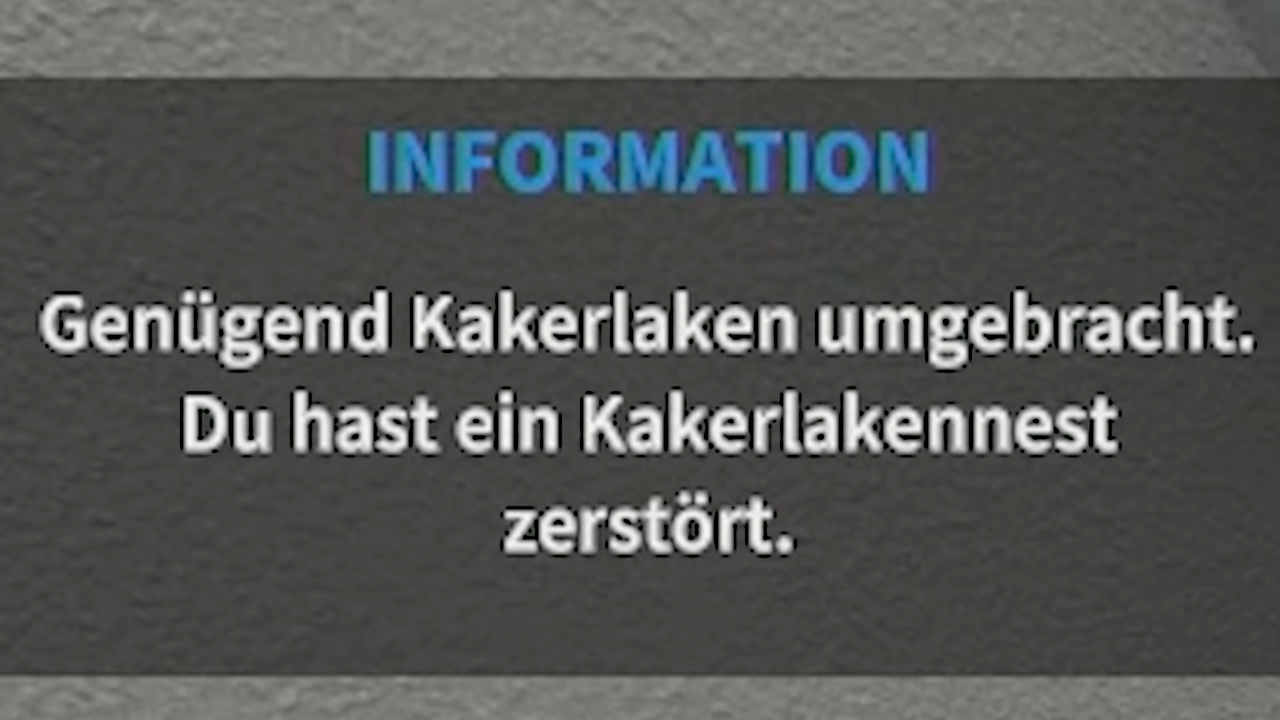 INFORMATION
Genügend Kakerlaken umgebracht.
Du hast ein Kakerlakennest
zerstört.